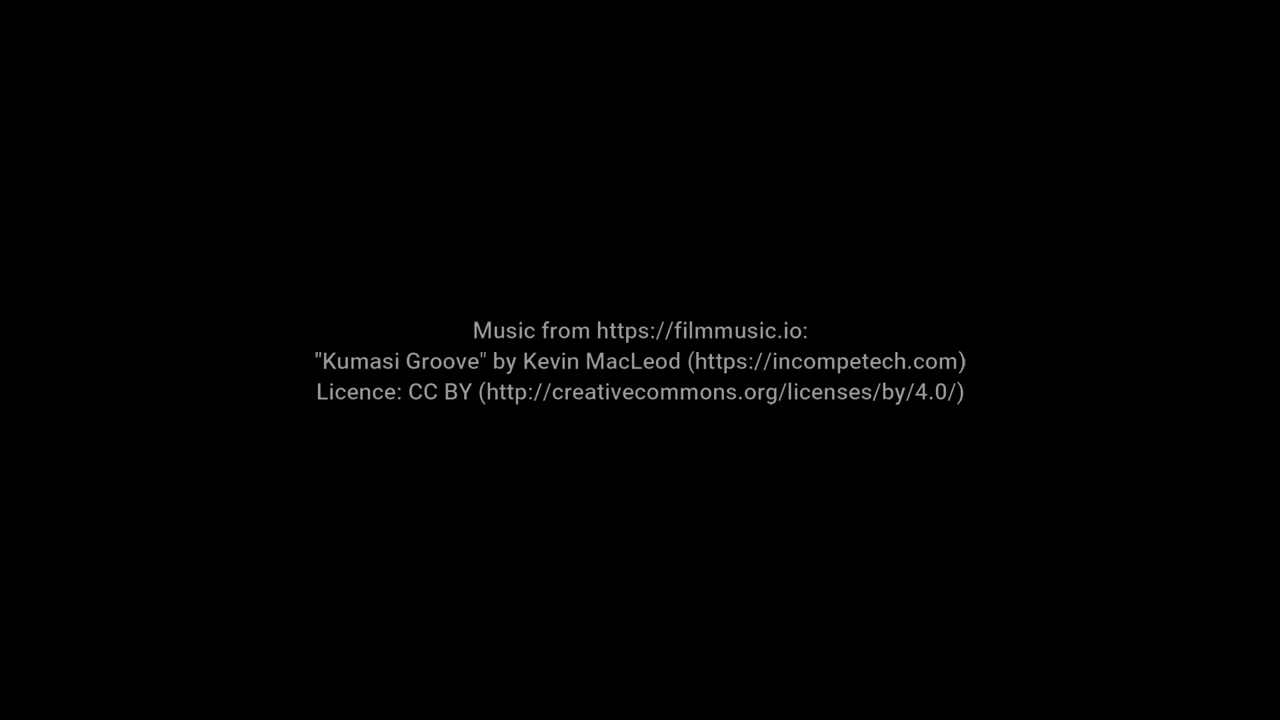 Music from https://filmmusic.io:
"Kumasi Groove" by Kevin MacLeod (https://incompetech.com)
Licence: CC BY (http://creativecommons.org/licenses/by/4.0/)